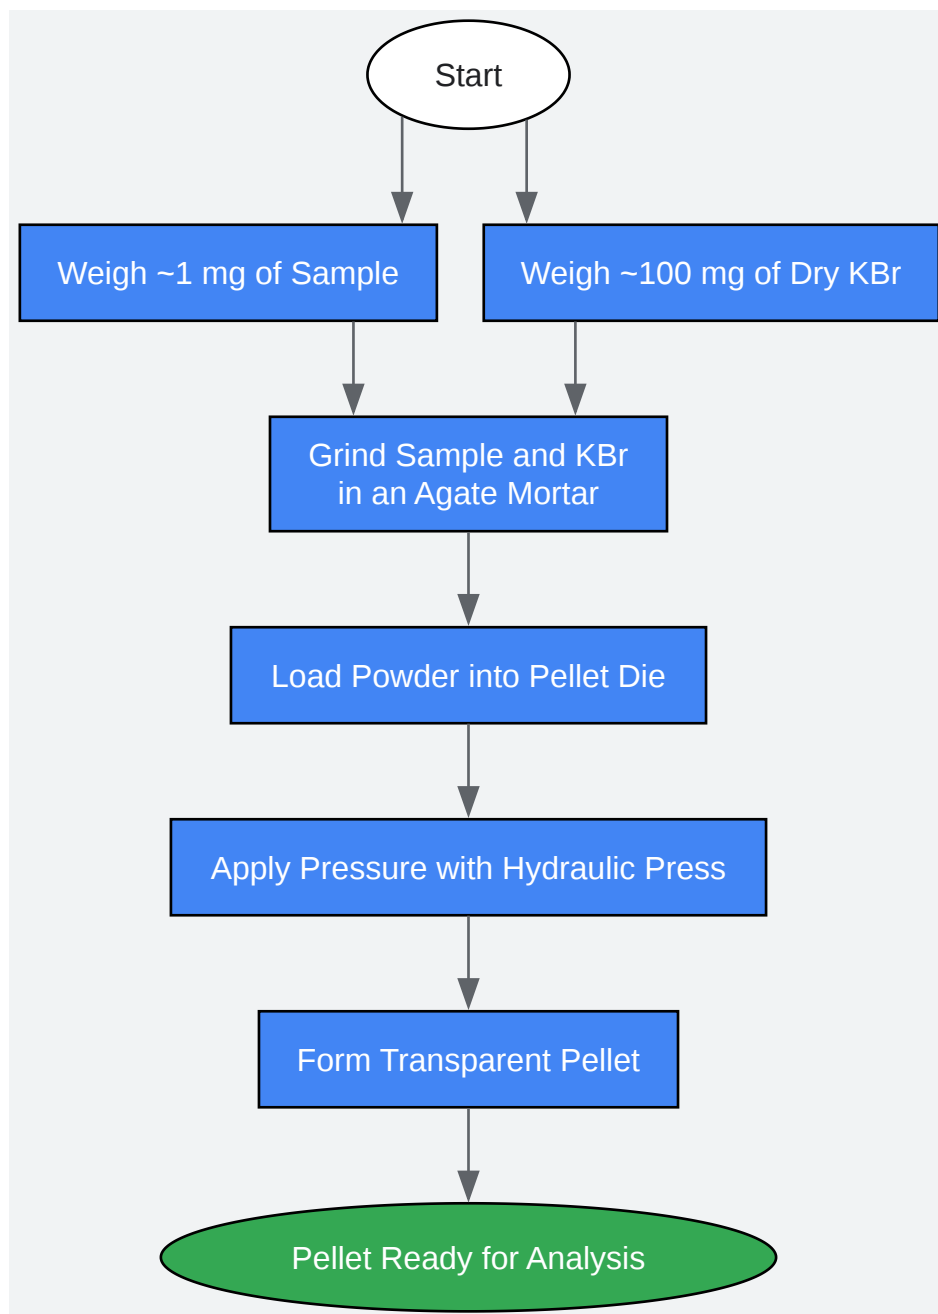 Start
Weigh ~1 mg of Sample
Weigh ~100 mg of Dry KBr
Grind Sample and KBr
in an Agate Mortar
Load Powder into Pellet Die
Apply Pressure with Hydraulic Press
Form Transparent Pellet
Pellet Ready for Analysis